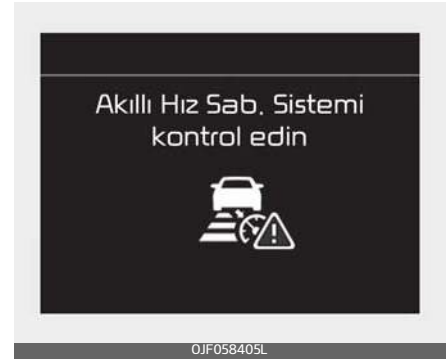 Akıllı Hız Sab. Sistemi
kontrol edin
OJF058405L